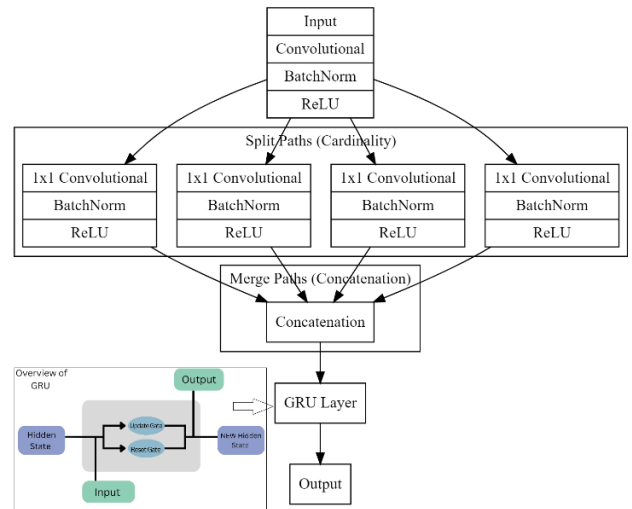 Input
Convolutional
BatchNorm
ReLU
Split Paths (Cardinality)
1x1 Convolutional
BatchNorm
ReLU
1x1 Convolutional
BatchNorm
ReLU
1x1 Convolutional
BatchNorm
ReLU
1x1 Convolutional
BatchNorm
ReLU
Merge Paths (Concatenation)
Concatenation
GRU Layer
Output
Overview of
GRU
Output
Hidden
State
Update Gate
Reset Gate
NEW Hidden
State
Input